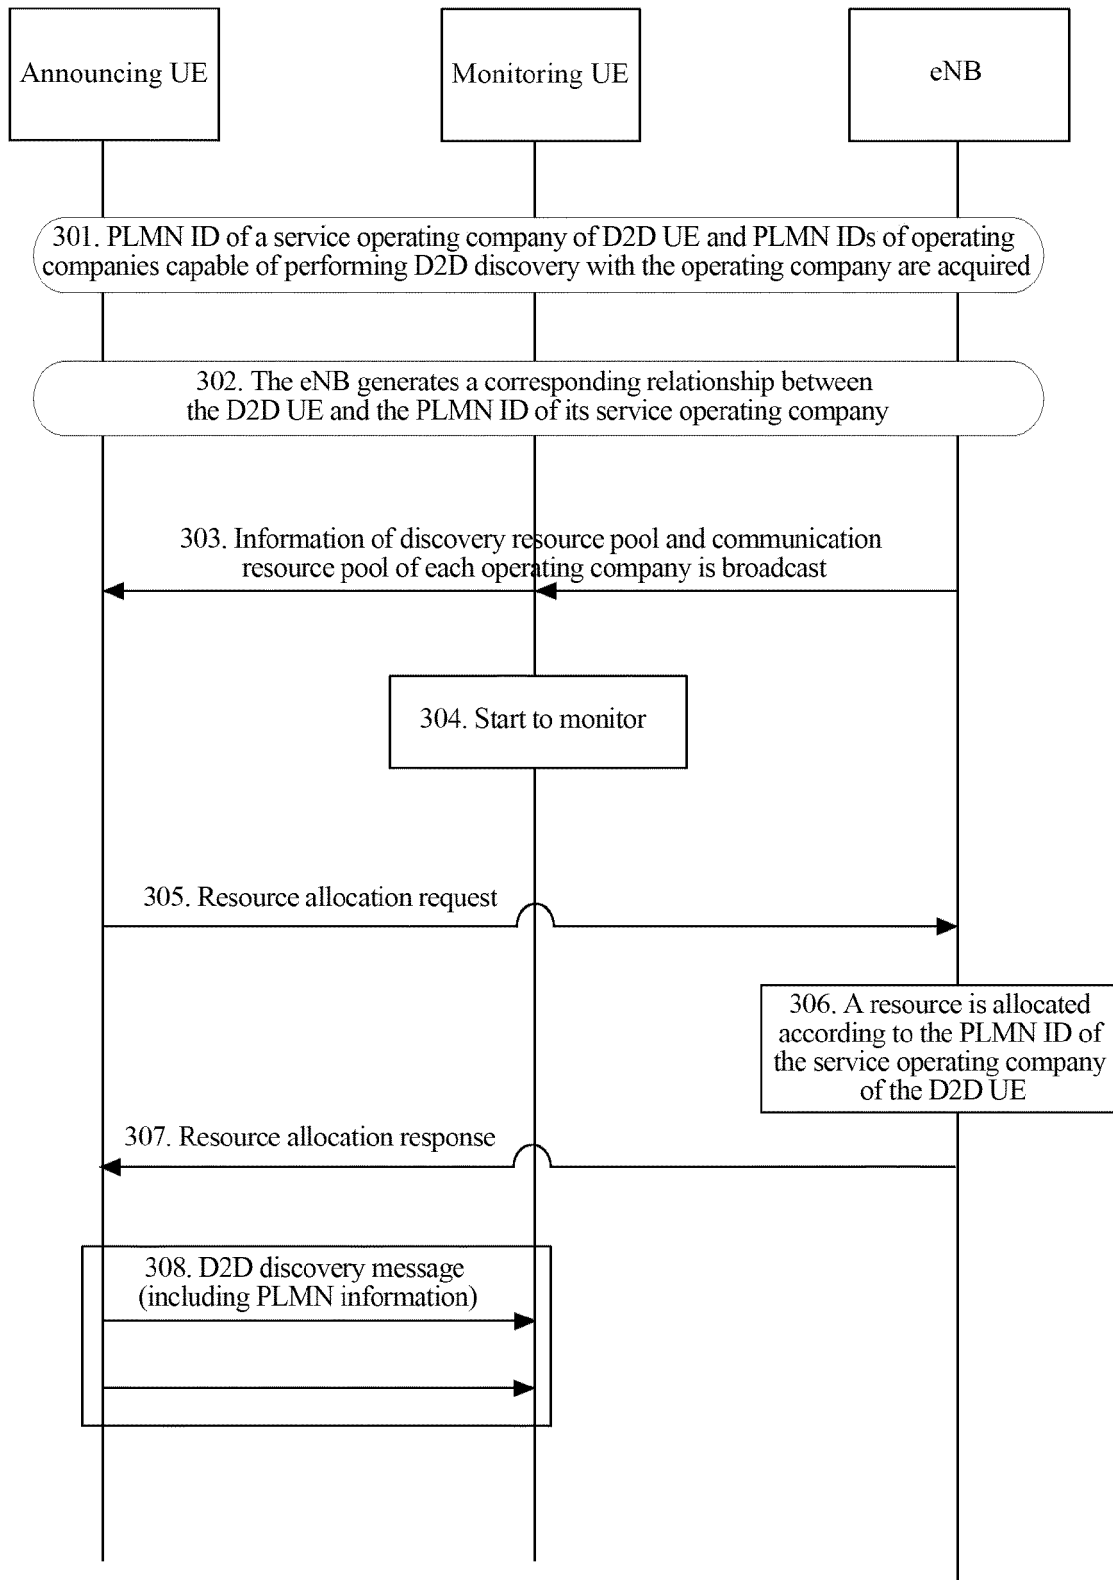 Announcing UE
Monitoring UE
eNB
301. PLMN ID of a service operating company of D2D UE and PLMN IDs of operating
companies capable of performing D2D discovery with the operating company are acquired
302. The eNB generates a corresponding relationship between
the D2D UE and the PLMN ID of its service operating company
303. Information of discovery resource pool and communication
resource pool of each operating company is broadcast
304. Start to monitor
305. Resource allocation request
306. A resource is allocated
according to the PLMN ID of
the service operating company
of the D2D UE
307. Resource allocation response
308. D2D discovery message
(including PLMN information)